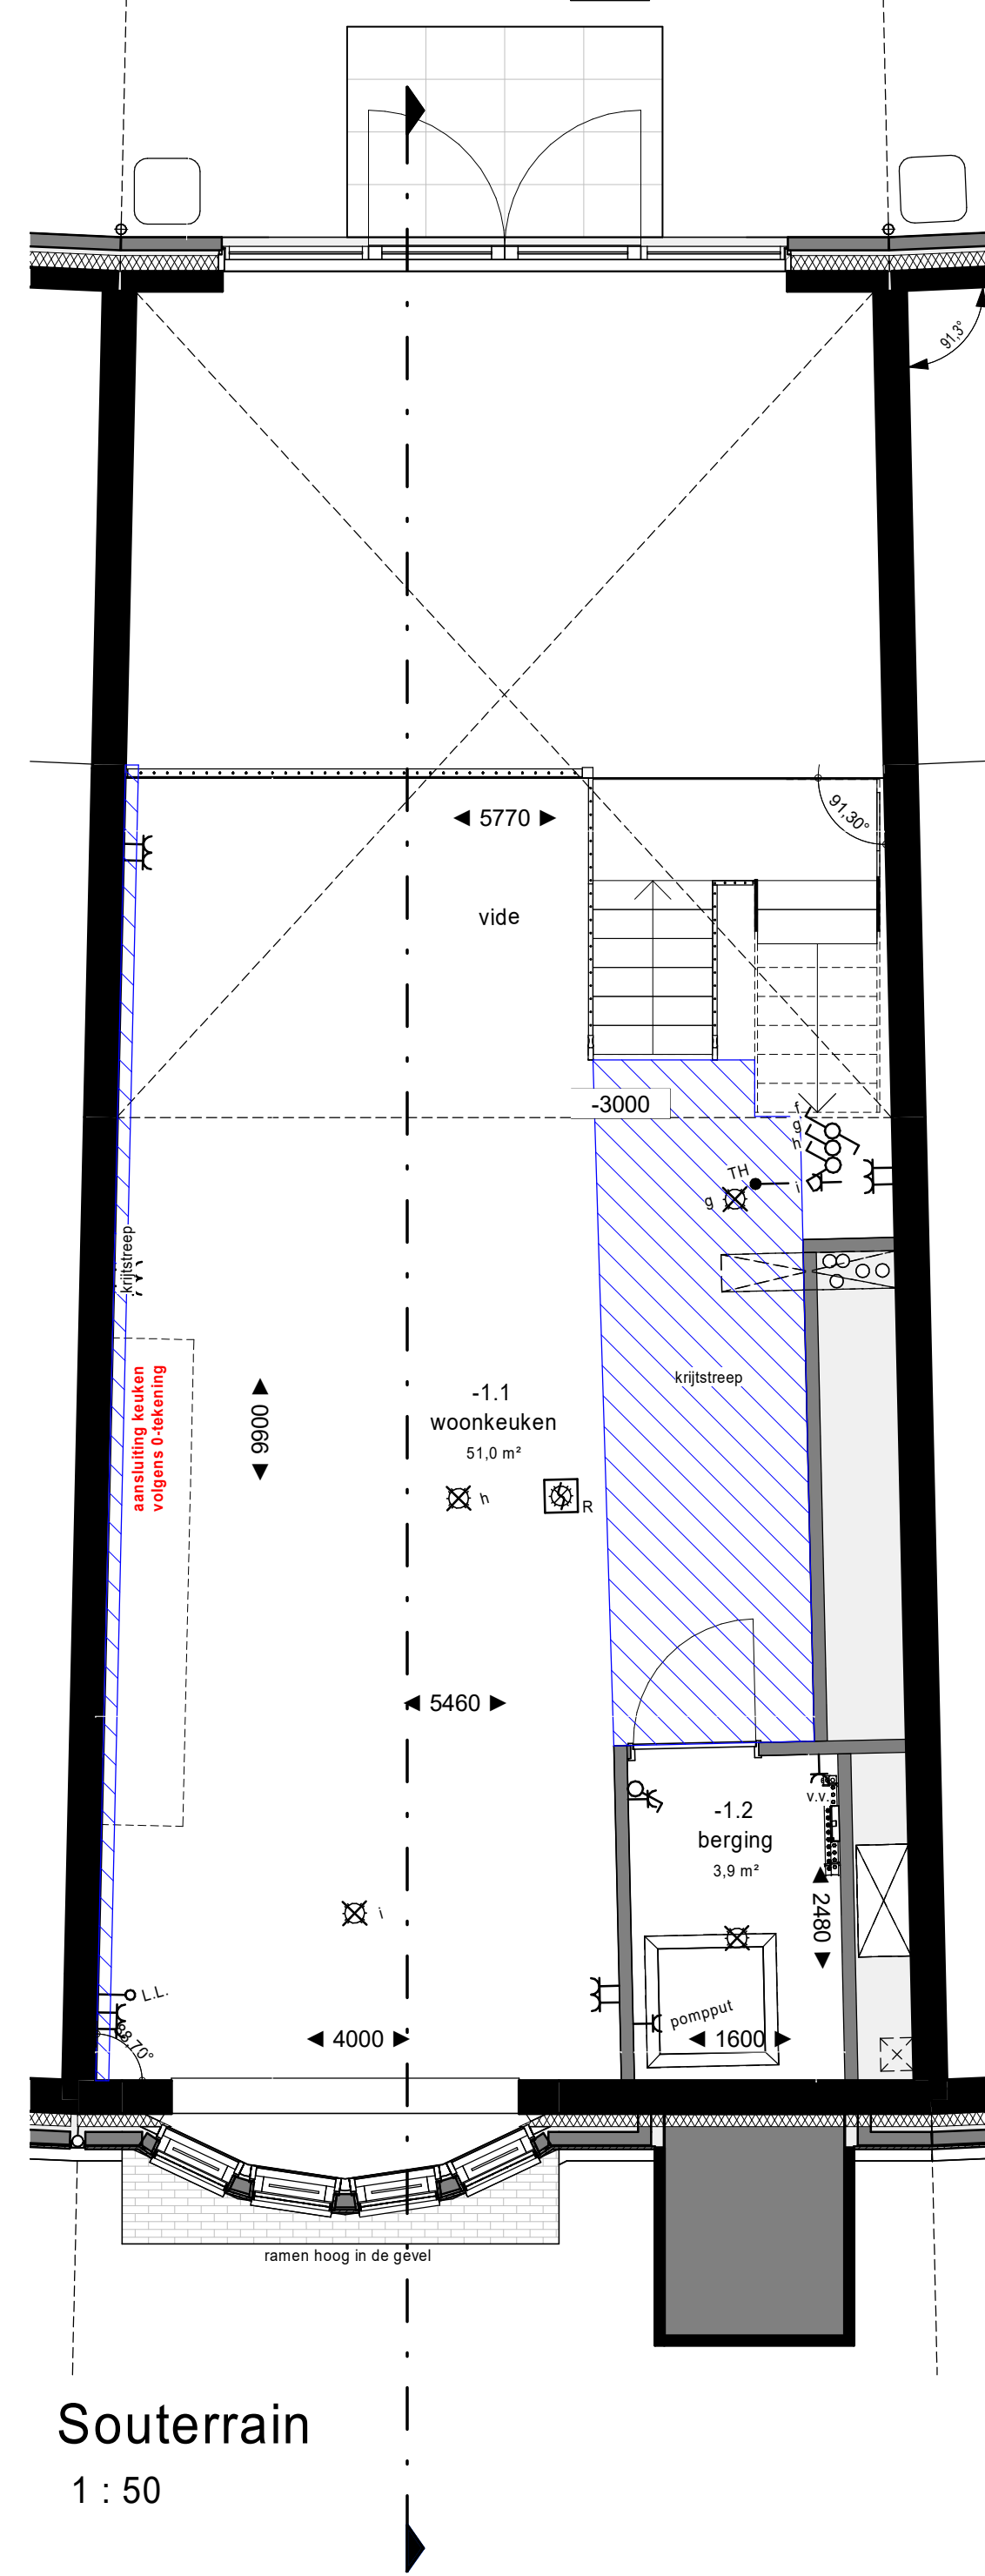 91,3°
5770
91,30°
vide
-3000
f
g
h
TH
i
g
krijtstreep
krijtstreep
aansluiting keuken
volgens 0-tekening
9900
-1.1
woonkeuken
51,0 m²
h
R
5460
v.v.
-1.2
berging
3,9 m²
2480
i
L.L.
88,70°
pompput
4000
1600
ramen hoog in de gevel
Souterrain
1 : 50